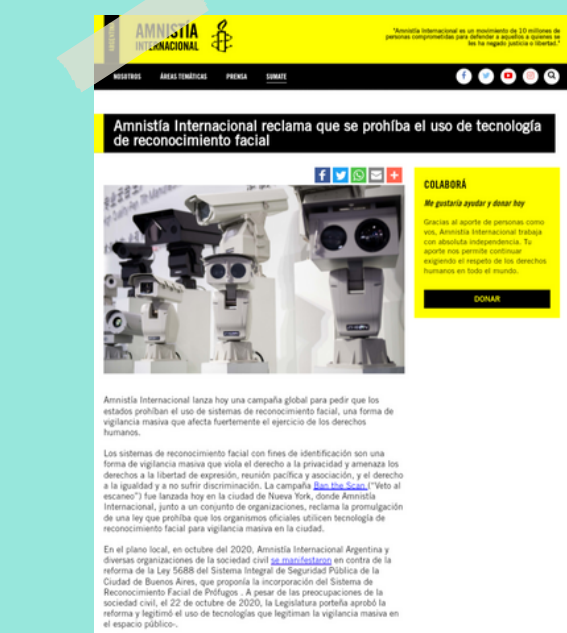 ARGENTINA
AMNISTÍA
INTERNACIONAL
"Amnistía Internacional es un movimiento de 10 millones de
personas comprometidas para defender a aquellos a quienes se
les ha negado justicia o libertad."
NOSOTROS ÁREAS TEMÁTICAS PRENSA SUMATE
Amnistía Internacional reclama que se prohíba el uso de tecnología
de reconocimiento facial
COLABORÁ
Me gustaría ayudar y donar hoy
Gracias al aporte de personas como
vos, Amnistía Internacional trabaja
con absoluta independencia. Tu
aporte nos permite continuar
exigiendo el respeto de los derechos
humanos en todo el mundo.
DONAR
Amnistía Internacional lanza hoy una campaña global para pedir que los
estados prohíban el uso de sistemas de reconocimiento facial, una forma de
vigilancia masiva que afecta fuertemente el ejercicio de los derechos
humanos.
Los sistemas de reconocimiento facial con fines de identificación son una
forma de vigilancia masiva que viola el derecho a la privacidad y amenaza los
derechos a la libertad de expresión, reunión pacífica y asociación, y el derecho
a la igualdad y a no sufrir discriminación. La campaña Ban the Scan ("Veto al
escaneo") fue lanzada hoy en la ciudad de Nueva York, donde Amnistía
Internacional, junto a un conjunto de organizaciones, reclama la promulgación
de una ley que prohíba que los organismos oficiales utilicen tecnología de
reconocimiento facial para vigilancia masiva en la ciudad.
En el plano local, en octubre del 2020, Amnistía Internacional Argentina y
diversas organizaciones de la sociedad civil se manifestaron en contra de la
reforma de la Ley 5688 del Sistema Integral de Seguridad Pública de la
Ciudad de Buenos Aires, que proponía la incorporación del Sistema de
Reconocimiento Facial de Prófugos . A pesar de las preocupaciones de la
sociedad civil, el 22 de octubre de 2020, la Legislatura porteña aprobó la
reforma y legitimó el uso de tecnologías que legitiman la vigilancia masiva en
el espacio público-.